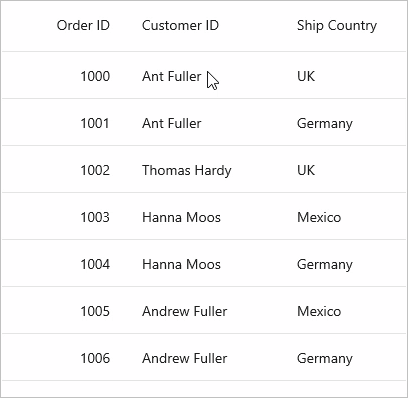 Order ID Customer ID Ship Country
1000 Ant Fuller UK
1001 Ant Fuller Germany
1002 Thomas Hardy UK
1003 Hanna Moos Mexico
1004 Hanna Moos Germany
1005 Andrew Fuller Mexico
1006 Andrew Fuller Germany